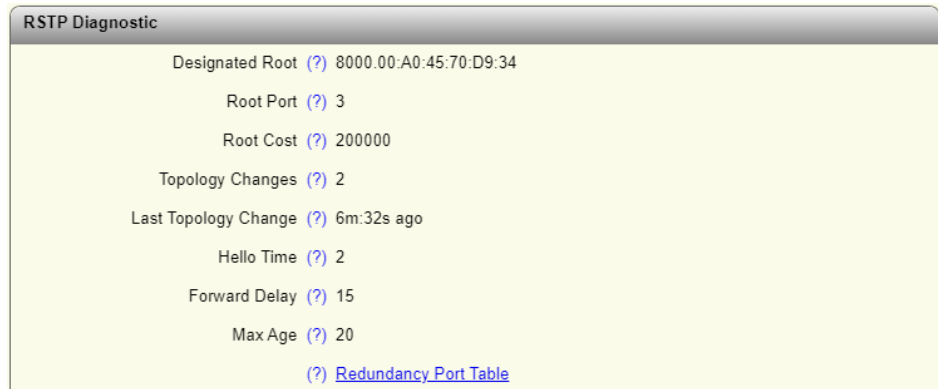 RSTP Diagnostic
Designated Root (?) 8000.00:A0:45:70:D9:34
Root Port (?) 3
Root Cost (?) 200000
Topology Changes (?) 2
Last Topology Change (?) 6m:32s ago
Hello Time (?) 2
Forward Delay (?) 15
Max Age (?) 20
(?) Redundancy Port Table